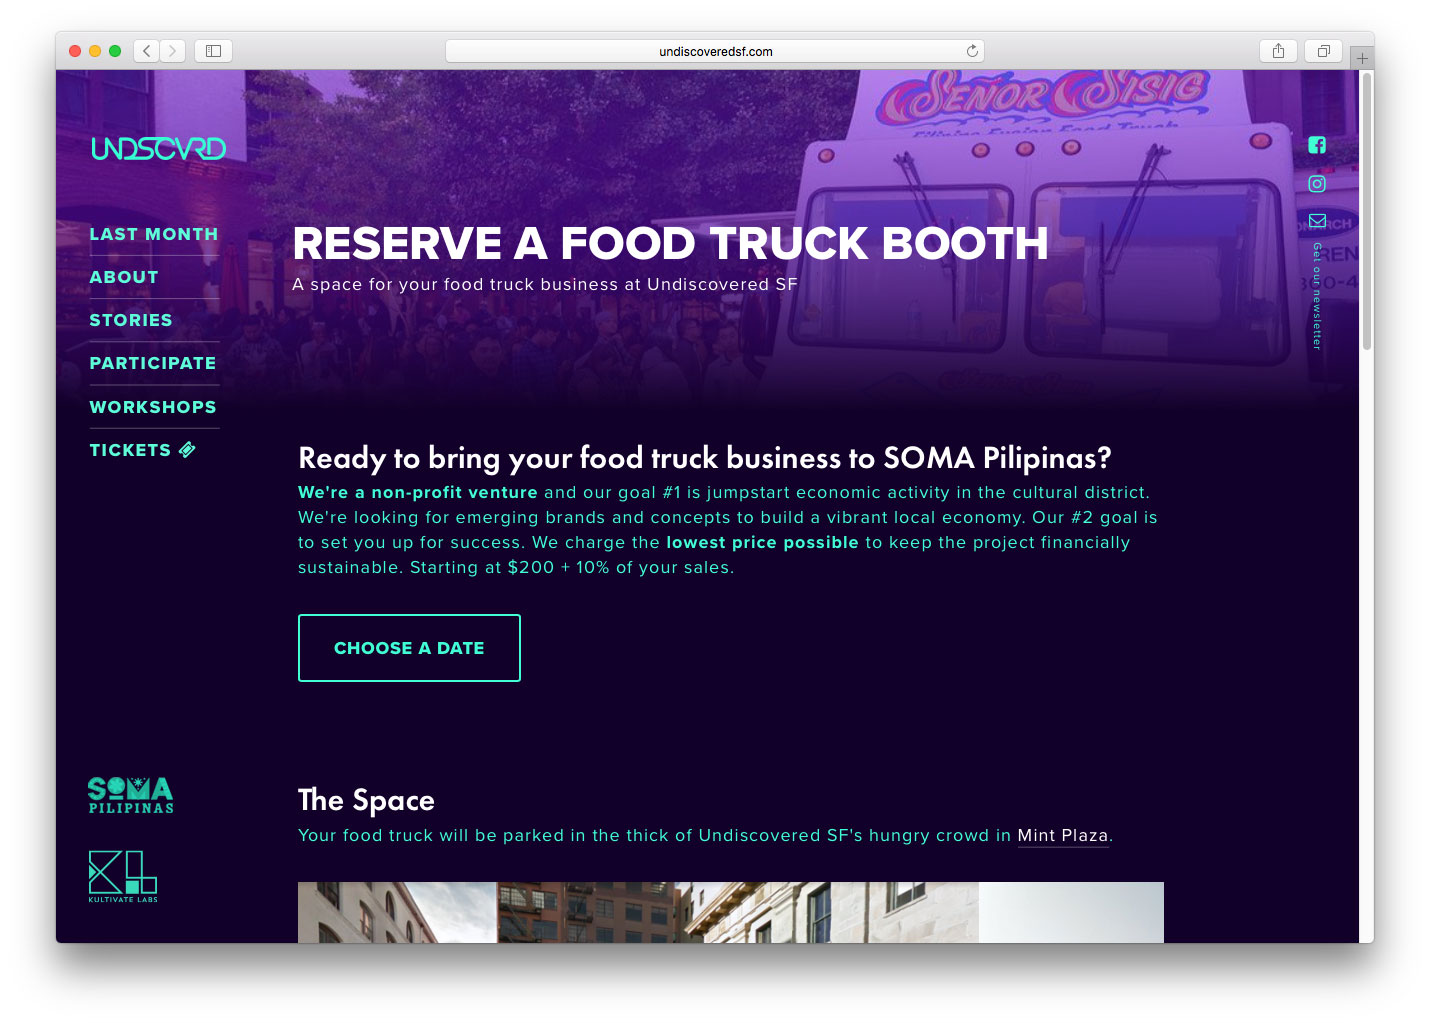 undiscoveredsf.com
SEÑOR SISIG
Filipino Fusion Food Truck
UNDSCVRD
LAST MONTH
ABOUT
STORIES
PARTICIPATE
WORKSHOPS
TICKETS
RESERVE A FOOD TRUCK BOOTH
A space for your food truck business at Undiscovered SF
Get our newsletter
Ready to bring your food truck business to SOMA Pilipinas?
We're a non-profit venture and our goal #1 is jumpstart economic activity in the cultural district.
We're looking for emerging brands and concepts to build a vibrant local economy. Our #2 goal is
to set you up for success. We charge the lowest price possible to keep the project financially
sustainable. Starting at $200 + 10% of your sales.
CHOOSE A DATE
The Space
Your food truck will be parked in the thick of Undiscovered SF's hungry crowd in Mint Plaza.
SOMA
PILIPINAS
KL
KULTIVATE LABS